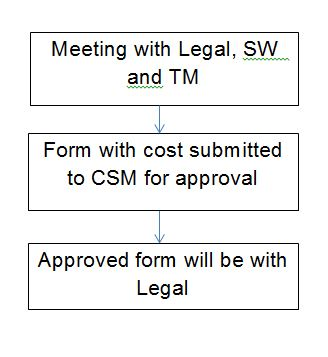 Meeting with Legal, SW
and TM
Form with cost submitted
to CSM for approval
Approved form will be with
Legal